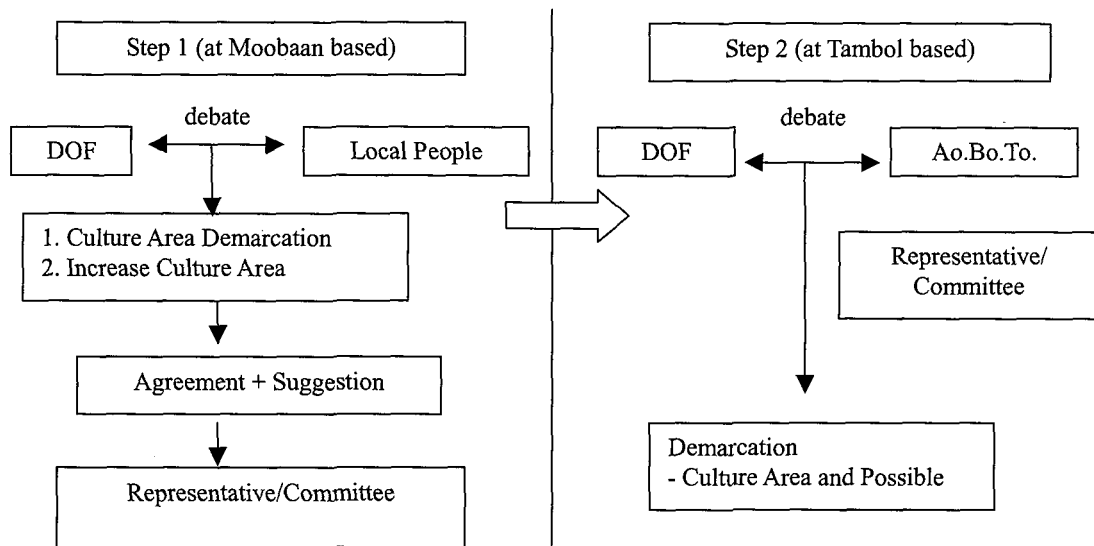 Step 1 (at Moobaan based)
debate
DOF
Local People
1. Culture Area Demarcation
2. Increase Culture Area
Agreement + Suggestion
Representative/Committee
Step 2 (at Tambol based)
debate
DOF
Ao.Bo.To.
Representative/
Committee
Demarcation
- Culture Area and Possible